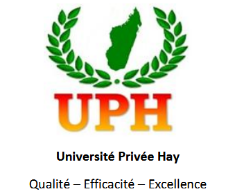 UPH
Université Privée Hay
Qualité – Efficacité – Excellence